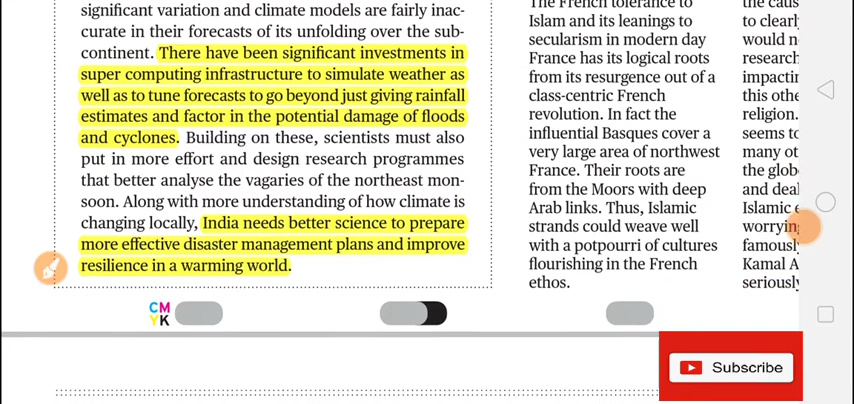 significant variation and climate models are fairly inac-
curate in their forecasts of its unfolding over the sub-
continent. There have been significant investments in
super computing infrastructure to simulate weather as
well as to tune forecasts to go beyond just giving rainfall
estimates and factor in the potential damage of floods
and cyclones. Building on these, scientists must also
put in more effort and design research programmes
that better analyse the vagaries of the northeast mon-
soon. Along with more understanding of how climate is
changing locally, India needs better science to prepare
more effective disaster management plans and improve
resilience in a warming world.
CM
YK
The French tolerance to
Islam and its leanings to
secularism in modern day
France has its logical roots
from its resurgence out of a
class-centric French
revolution. In fact the
influential Basques cover a
very large area of northwest
France. Their roots are
from the Moors with deep
Arab links. Thus, Islamic
strands could weave well
with a potpourri of cultures
flourishing in the French
ethos.
the
to
would
research
this
religion.
seems to
many
the
and
Islamic
famously
Kamal A
seriously
Subscribe